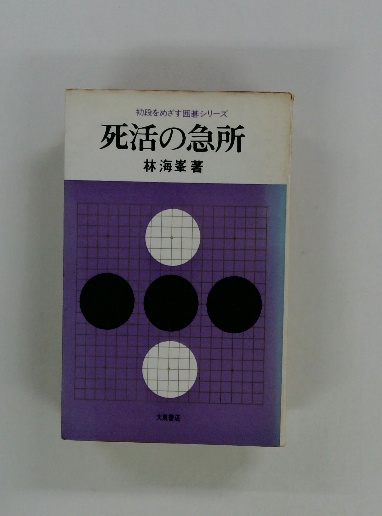 初段をめざす囲碁シリーズ
死活の急所
林海峯著
大泉書店